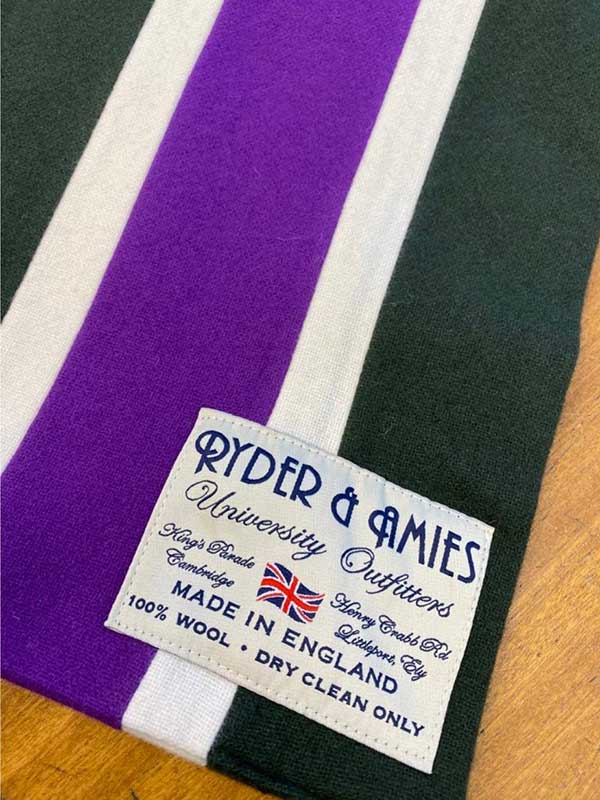 RYDER & AMIES
University Outfitters
King's Parade
Cambridge
Henry Crabb Rd
Littleport, Ely
MADE IN ENGLAND
100% WOOL • DRY CLEAN ONLY